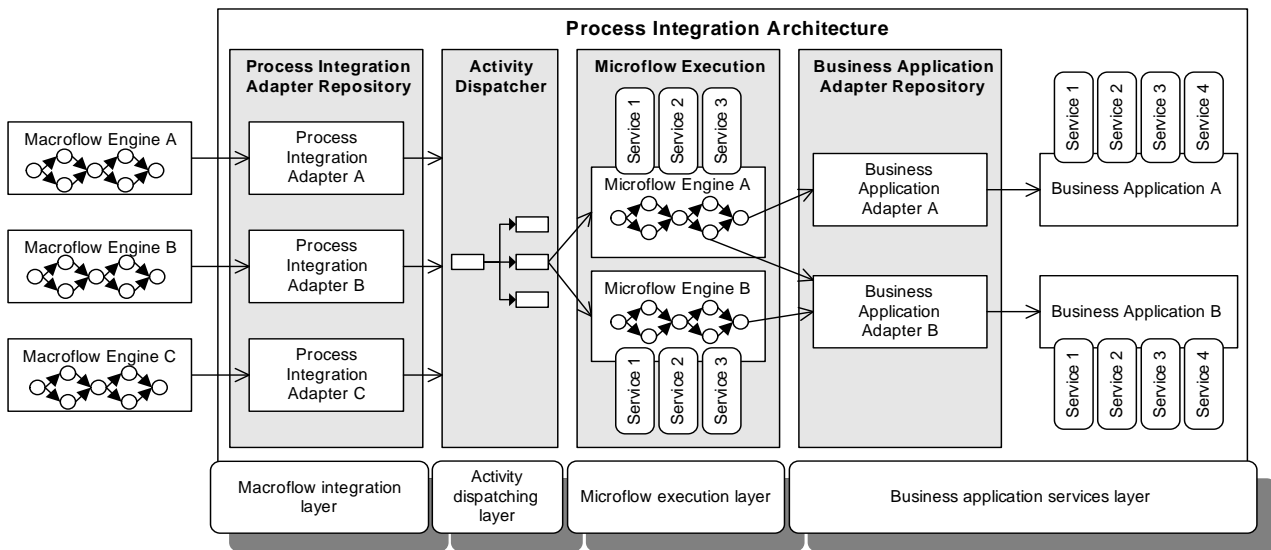 Process Integration Architecture
Process Integration
Adapter Repository
Activity
Dispatcher
Microflow Execution
Business Application
Adapter Repository
Macroflow Engine A
Macroflow Engine B
Macroflow Engine C
Process
Integration
Adapter A
Process
Integration
Adapter B
Process
Integration
Adapter C
Service 1
Service 2
Service 3
Microflow Engine A
Microflow Engine B
Service 1
Service 2
Service 3
Business
Application
Adapter A
Business
Application
Adapter B
Service 1
Service 2
Service 3
Service 4
Business Application A
Business Application B
Service 1
Service 2
Service 3
Service 4
Macroflow integration
layer
Activity
dispatching
layer
Microflow execution layer
Business application services layer